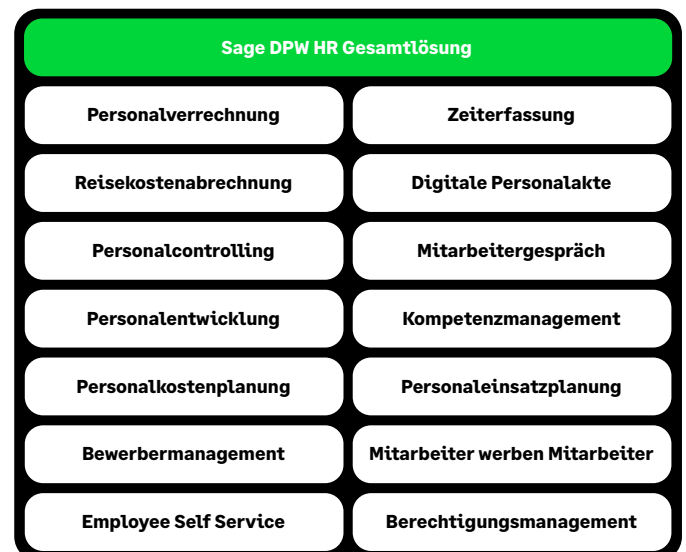 Sage DPW HR Gesamtlösung
Personalverrechnung
Zeiterfassung
Reisekostenabrechnung
Digitale Personalakte
Personalcontrolling
Mitarbeitergespräch
Personalentwicklung
Kompetenzmanagement
Personalkostenplanung
Personaleinsatzplanung
Bewerbermanagement
Mitarbeiter werben Mitarbeiter
Employee Self Service
Berechtigungsmanagement